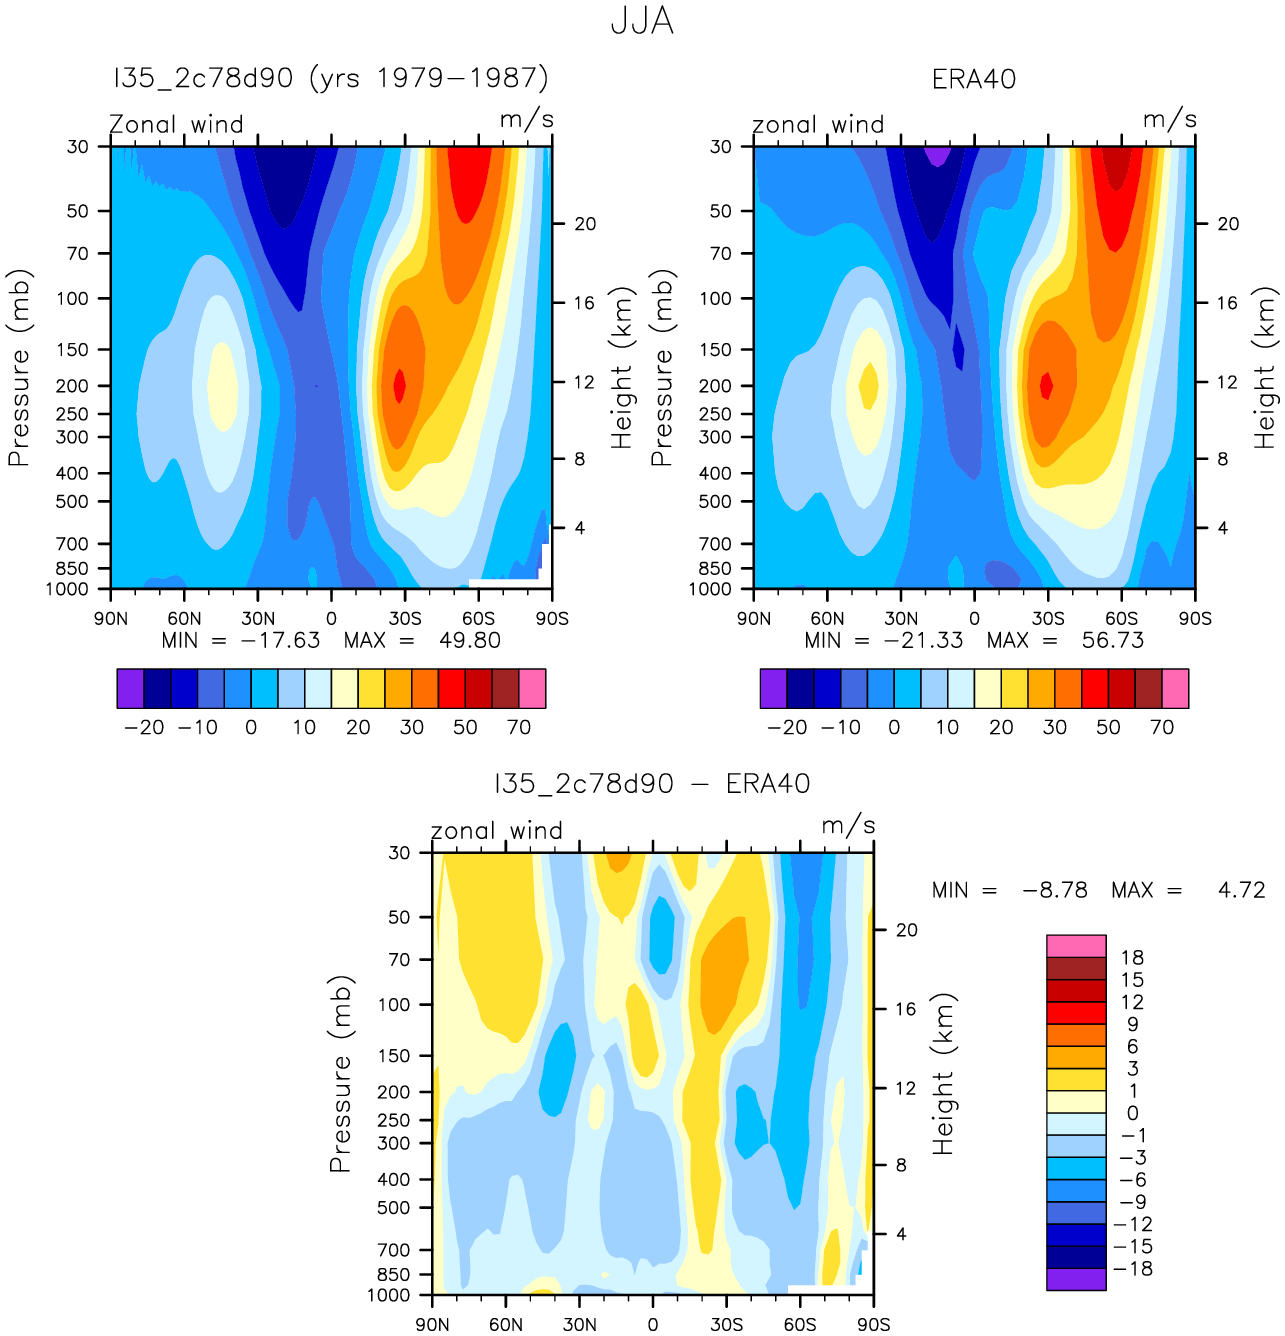 JJA
I35_2c78d90 (yrs 1979−1987)
Zonal wind
m/s
30
50
70
100
150
200
250
300
400
500
700
850
1000
Pressure (mb)
20
16
12
8
4
Height (km)
90N 60N 30N 0 30S 60S 90S
MIN = −17.63 MAX = 49.80
−20 −10 0 10 20 30 50 70
ERA40
zonal wind
m/s
30
50
70
100
150
200
250
300
400
500
700
850
1000
Pressure (mb)
20
16
12
8
4
Height (km)
90N 60N 30N 0 30S 60S 90S
MIN = −21.33 MAX = 56.73
−20 −10 0 10 20 30 50 70
I35_2c78d90 − ERA40
zonal wind
m/s
30
50
70
100
150
200
250
300
400
500
700
850
1000
Pressure (mb)
20
16
12
8
4
Height (km)
90N 60N 30N 0 30S 60S 90S
MIN = −8.78 MAX = 4.72
18
15
12
9
6
3
1
0
−1
−3
−6
−9
−12
−15
−18